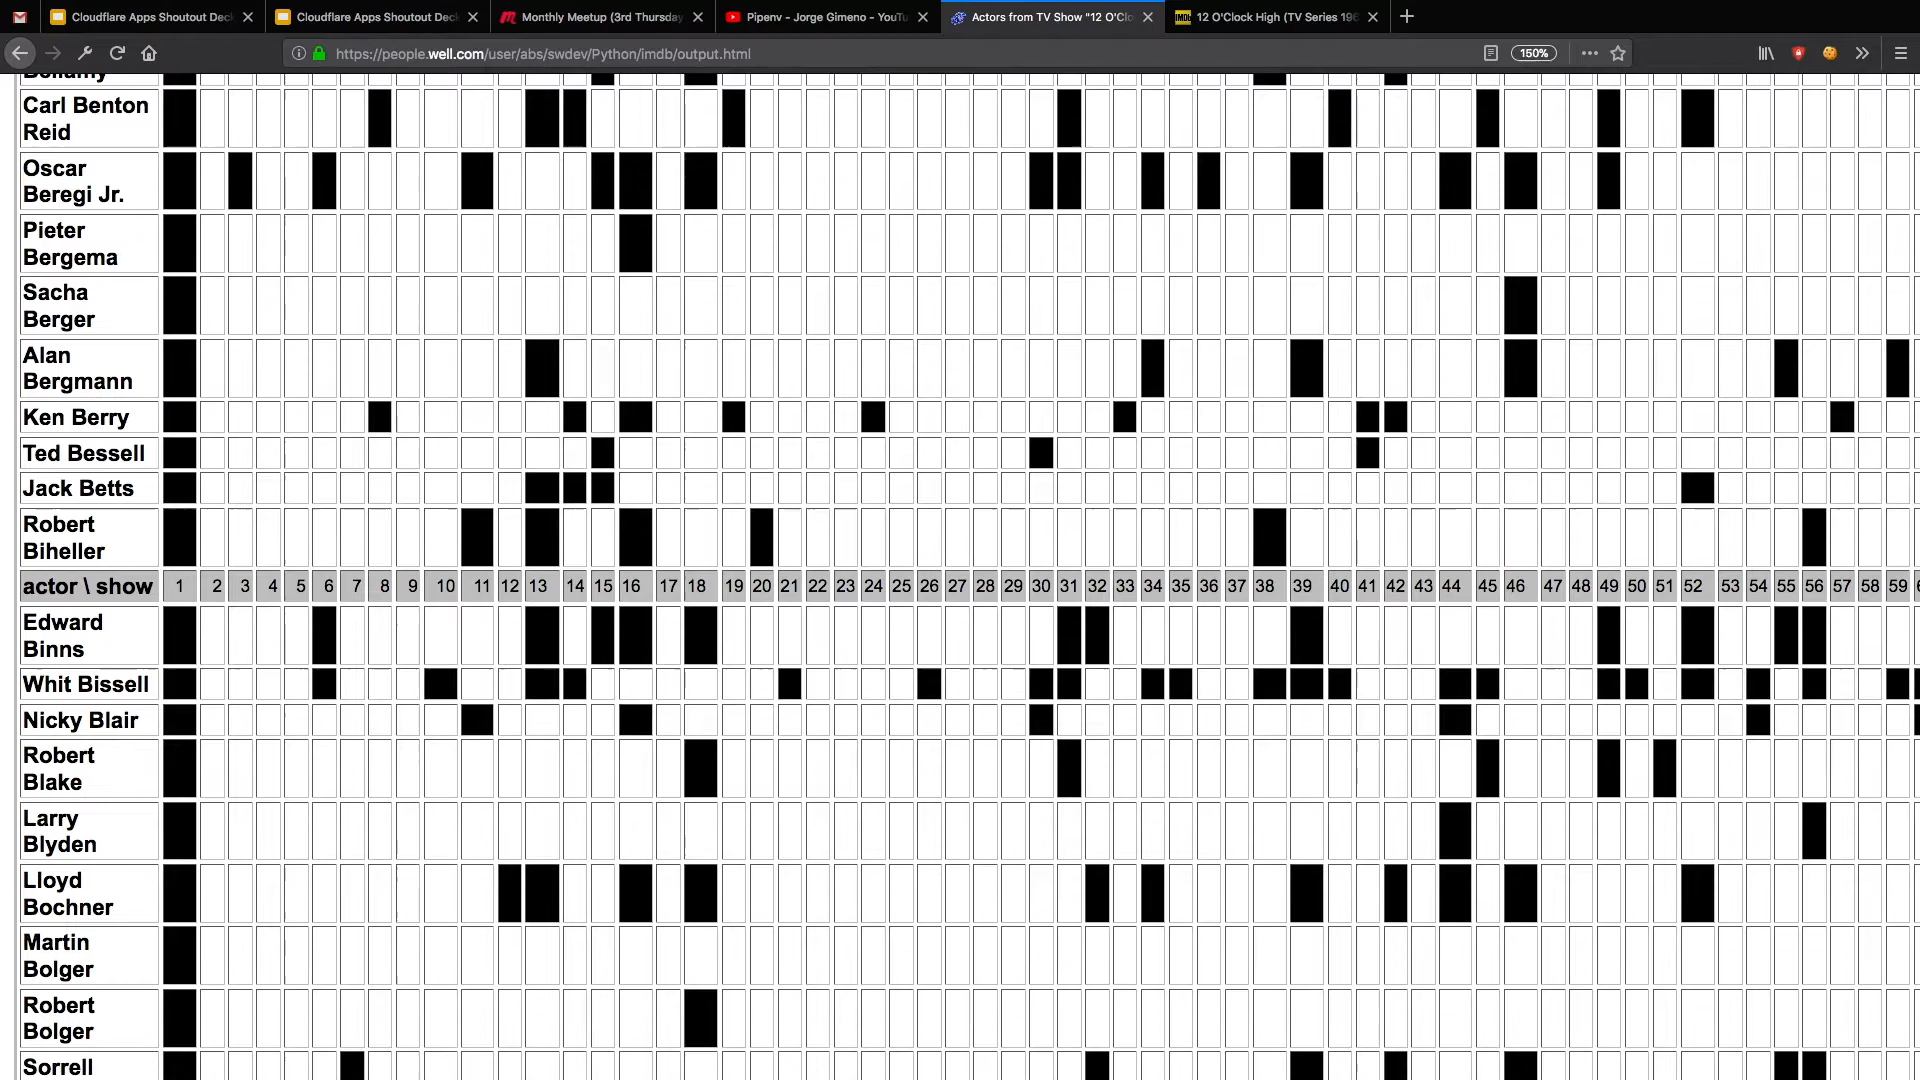 Cloudflare Apps Shoutout Deck
Cloudflare Apps Shoutout Deck
Monthly Meetup (3rd Thursday
Pipenv - Jorge Gimeno - YouTu
Actors from TV Show "12 O'Clo
12 O'Clock High (TV Series 196
https://people.well.com/user/abs/swdev/Python/imdb/output.html
150%
Bellamy
Carl Benton
Reid
Oscar
Beregi Jr.
Pieter
Bergema
Sacha
Berger
Alan
Bergmann
Ken Berry
Ted Bessell
Jack Betts
Robert
Biheller
actor \ show 1 2 3 4 5 6 7 8 9 10 11 12 13 14 15 16 17 18 19 20 21 22 23 24 25 26 27 28 29 30 31 32 33 34 35 36 37 38 39 40 41 42 43 44 45 46 47 48 49 50 51 52 53 54 55 56 57 58 59
Edward
Binns
Whit Bissell
Nicky Blair
Robert
Blake
Larry
Blyden
Lloyd
Bochner
Martin
Bolger
Robert
Bolger
Sorrell